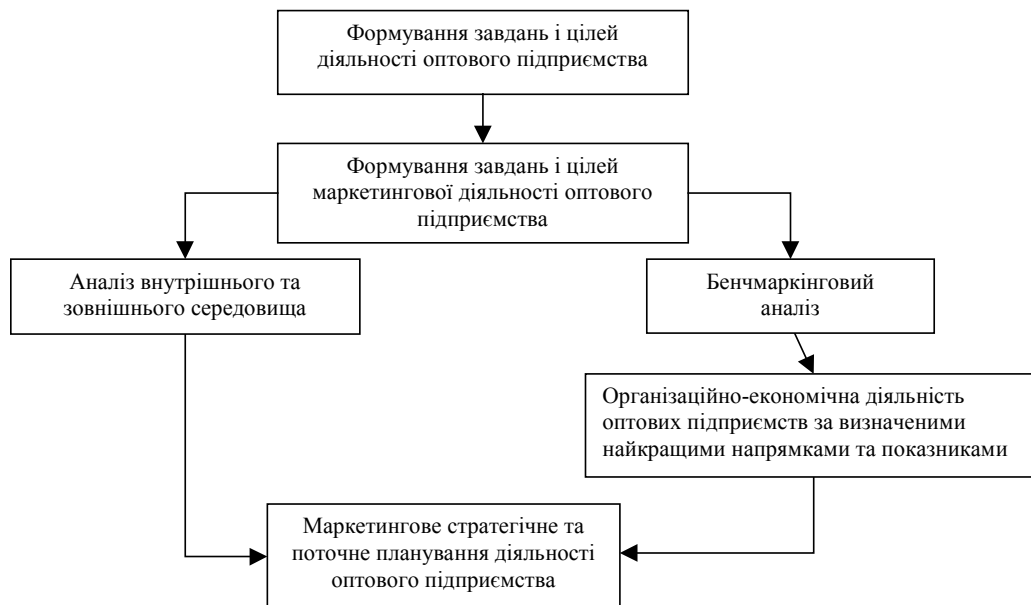 Формування завдань і цілей
діяльності оптового підприємства
Формування завдань і цілей
маркетингової діяльності оптового
підприємства
Аналіз внутрішнього та
зовнішнього середовища
Бенчмаркінговий
аналіз
Організаційно-економічна діяльність
оптових підприємств за визначеними
найкращими напрямками та показниками
Маркетингове стратегічне та
поточне планування діяльності
оптового підприємства